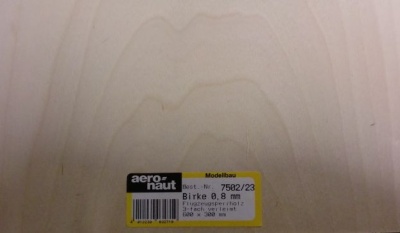 Modellbau
aero
naut
Best.-Nr. 7502/23
Birke 0,8 mm
Flugzeugsperrholz
3-fach verleimt
600 x 300 mm